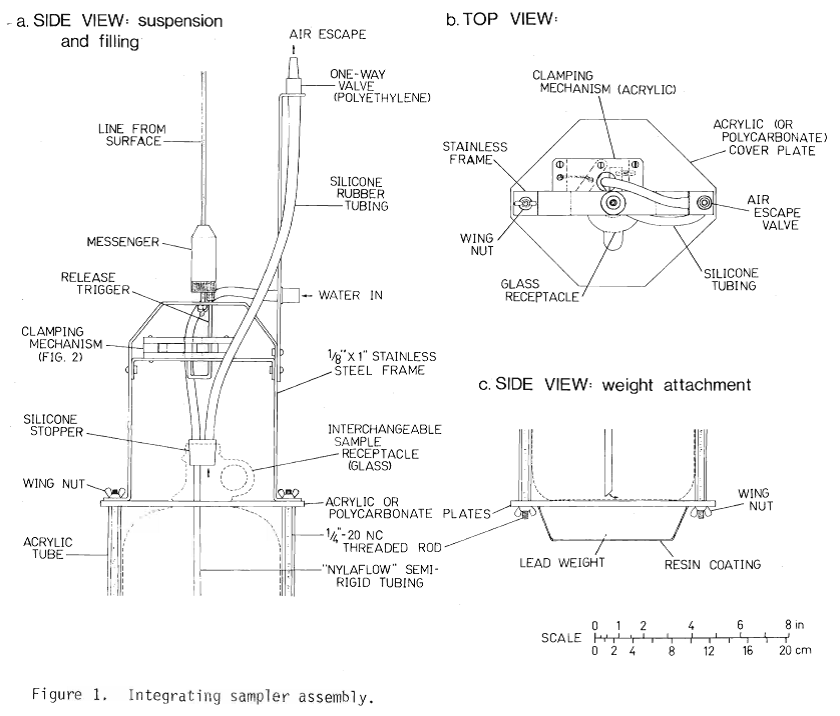 a. SIDE VIEW: suspension
and filling
AIR ESCAPE
ONE-WAY
VALVE
(POLYETHYLENE)
LINE FROM
SURFACE
SILICONE
RUBBER
TUBING
MESSENGER
RELEASE
TRIGGER
WATER IN
CLAMPING
MECHANISM
(FIG. 2)
1/8" X 1" STAINLESS
STEEL FRAME
SILICONE
STOPPER
INTERCHANGEABLE
SAMPLE
RECEPTACLE
(GLASS)
WING NUT
ACRYLIC OR
POLYCARBONATE PLATES
ACRYLIC
TUBE
1/4"-20 NC
THREADED ROD
"NYLAFLOW" SEMI-
RIGID TUBING
b. TOP VIEW:
CLAMPING
MECHANISM (ACRYLIC)
STAINLESS
FRAME
ACRYLIC (OR
POLYCARBONATE)
COVER PLATE
WING
NUT
AIR
ESCAPE
VALVE
GLASS
RECEPTACLE
SILICONE
TUBING
c. SIDE VIEW: weight attachment
WING
NUT
LEAD WEIGHT
RESIN COATING
0 1 2 4 6 8 in
SCALE
0 2 4 8 12 16 20 cm
Figure 1. Integrating sampler assembly.